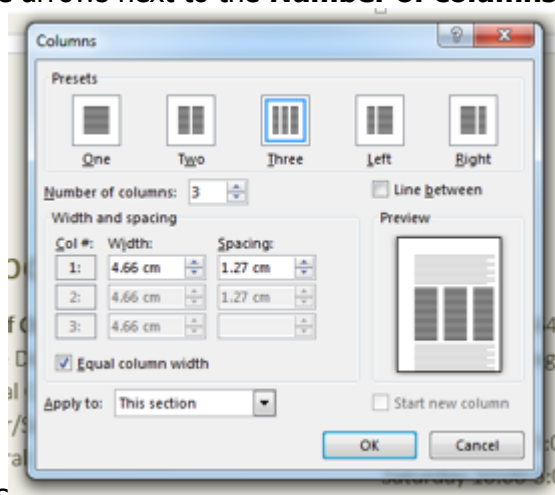 arrows next to the Number of Columns
Columns
Presets
One Two Three Left Right
Number of columns: 3 Line between
Width and spacing Preview
Col #: Width: Spacing:
1: 4.66 cm 1.27 cm
2: 4.66 cm 1.27 cm
3: 4.66 cm
Equal column width
Apply to: This section Start new column
OK Cancel